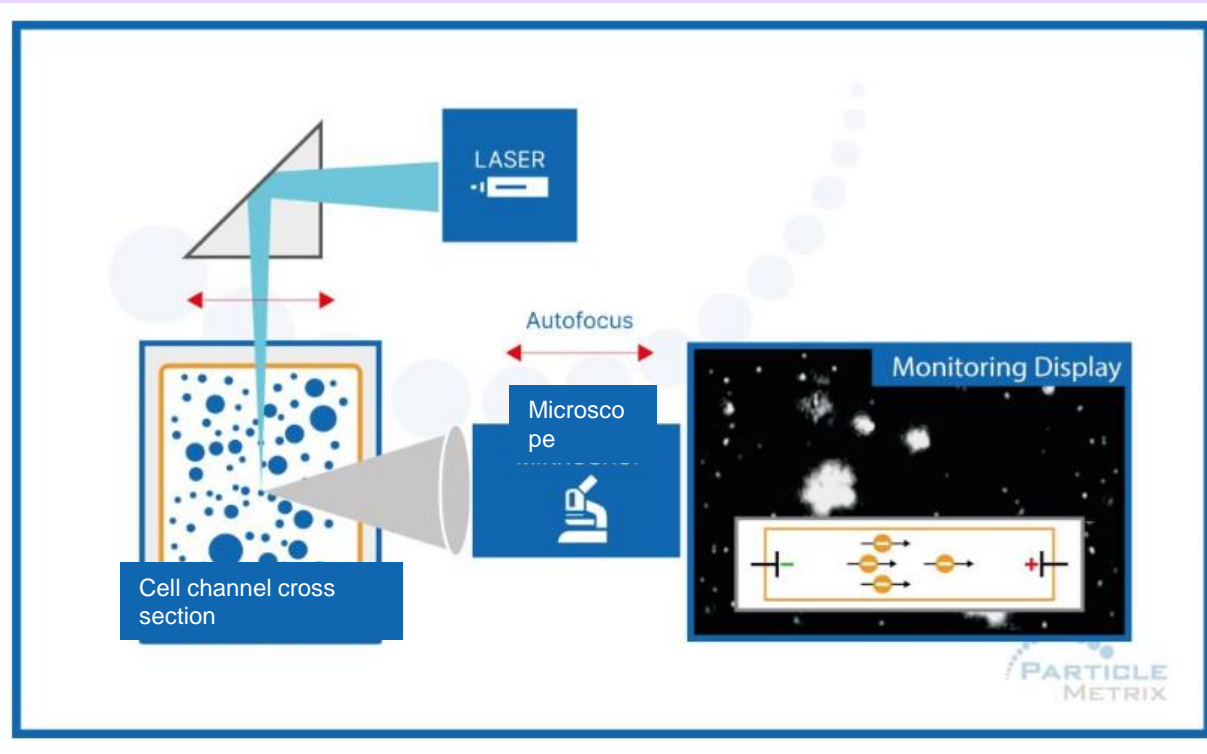 LASER
Autofocus
Microsco
pe
Monitoring Display
Cell channel cross
section
PARTICLE
METRIX